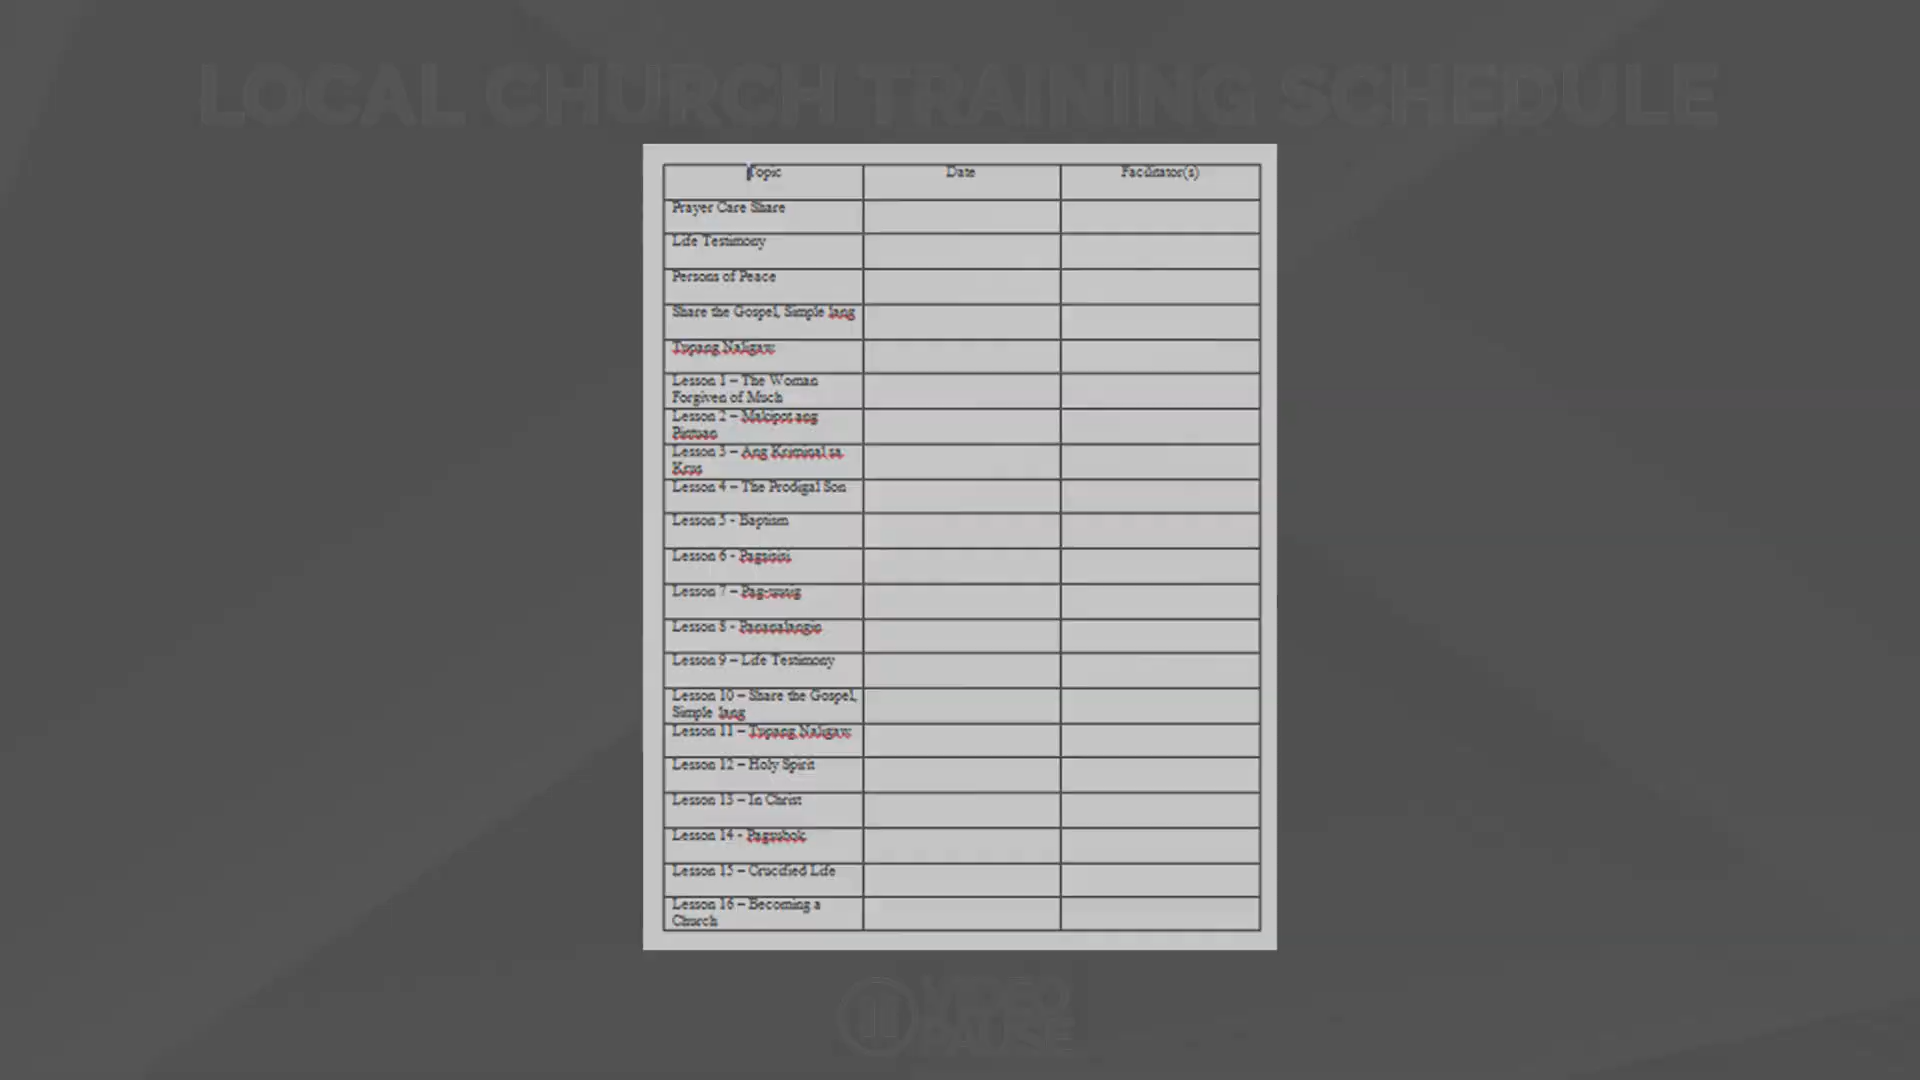 LOCAL CHURCH TRAINING SCHEDULE
Topic Date Facilitator(s)
Prayer Care Share
Life Testimony
Persons of Peace
Share the Gospel, Simple lang
Tupang Naligaw
Lesson 1 – The Woman
Forgiven of Much
Lesson 2 – Makipot ang
Pintuan
Lesson 3 – Ang Kriminal sa
Krus
Lesson 4 – The Prodigal Son
Lesson 5 - Baptism
Lesson 6 - Pagsisisi
Lesson 7 – Pag-usig
Lesson 8 - Pananalangin
Lesson 9 – Life Testimony
Lesson 10 – Share the Gospel,
Simple lang
Lesson 11 – Tupang Naligaw
Lesson 12 – Holy Spirit
Lesson 13 – In Christ
Lesson 14 - Pagsubok
Lesson 15 – Crucified Life
Lesson 16 – Becoming a
Church
VIDEO
PAUSE